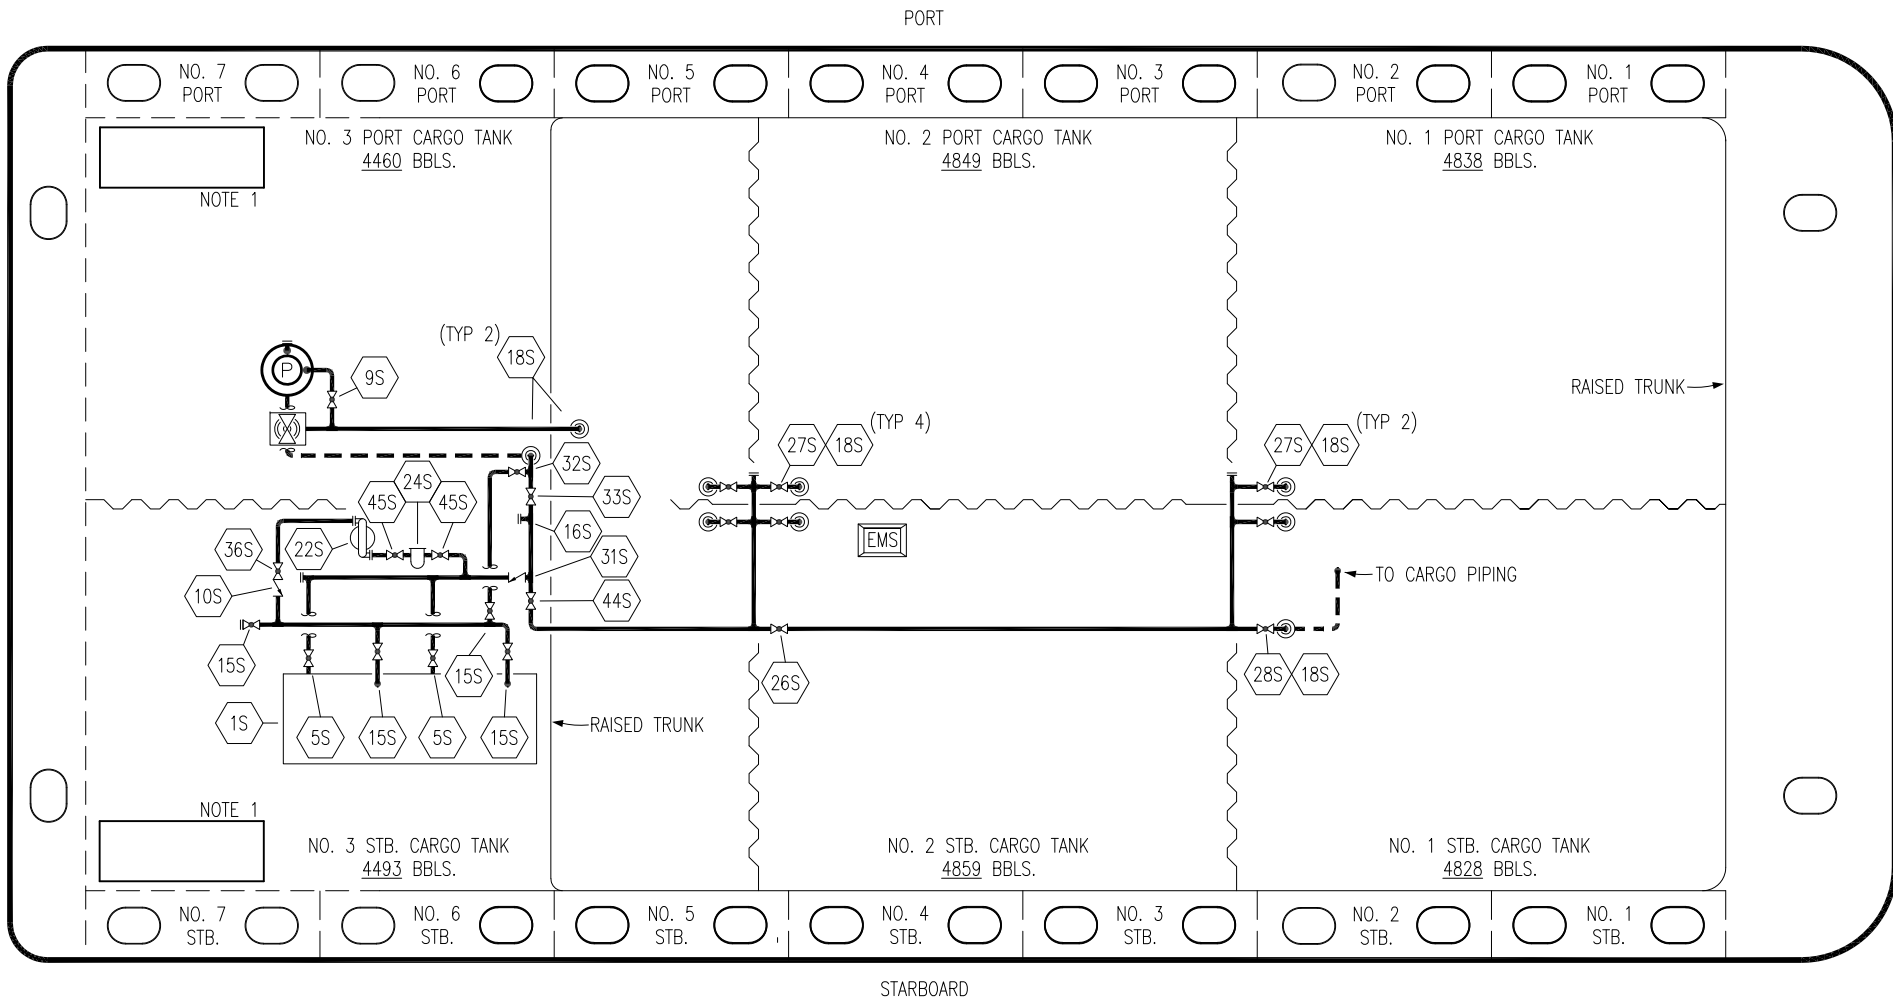 PORT
NO. 7
PORT
NO. 6
PORT
NO. 5
PORT
NO. 4
PORT
NO. 3
PORT
NO. 2
PORT
NO. 1
PORT
NO. 3 PORT CARGO TANK
4460 BBLS.
NO. 2 PORT CARGO TANK
4849 BBLS.
NO. 1 PORT CARGO TANK
4838 BBLS.
NOTE 1
(TYP 2)
18S
P
9S
RAISED TRUNK
(TYP 4)
27S
18S
(TYP 2)
27S
18S
32S
24S
45S
45S
33S
16S
EMS
36S
22S
31S
TO CARGO PIPING
10S
44S
15S
15S
26S
28S
18S
1S
5S
15S
5S
15S
RAISED TRUNK
NOTE 1
NO. 3 STB. CARGO TANK
4493 BBLS.
NO. 2 STB. CARGO TANK
4859 BBLS.
NO. 1 STB. CARGO TANK
4828 BBLS.
NO. 7
STB.
NO. 6
STB.
NO. 5
STB.
NO. 4
STB.
NO. 3
STB.
NO. 2
STB.
NO. 1
STB.
STARBOARD